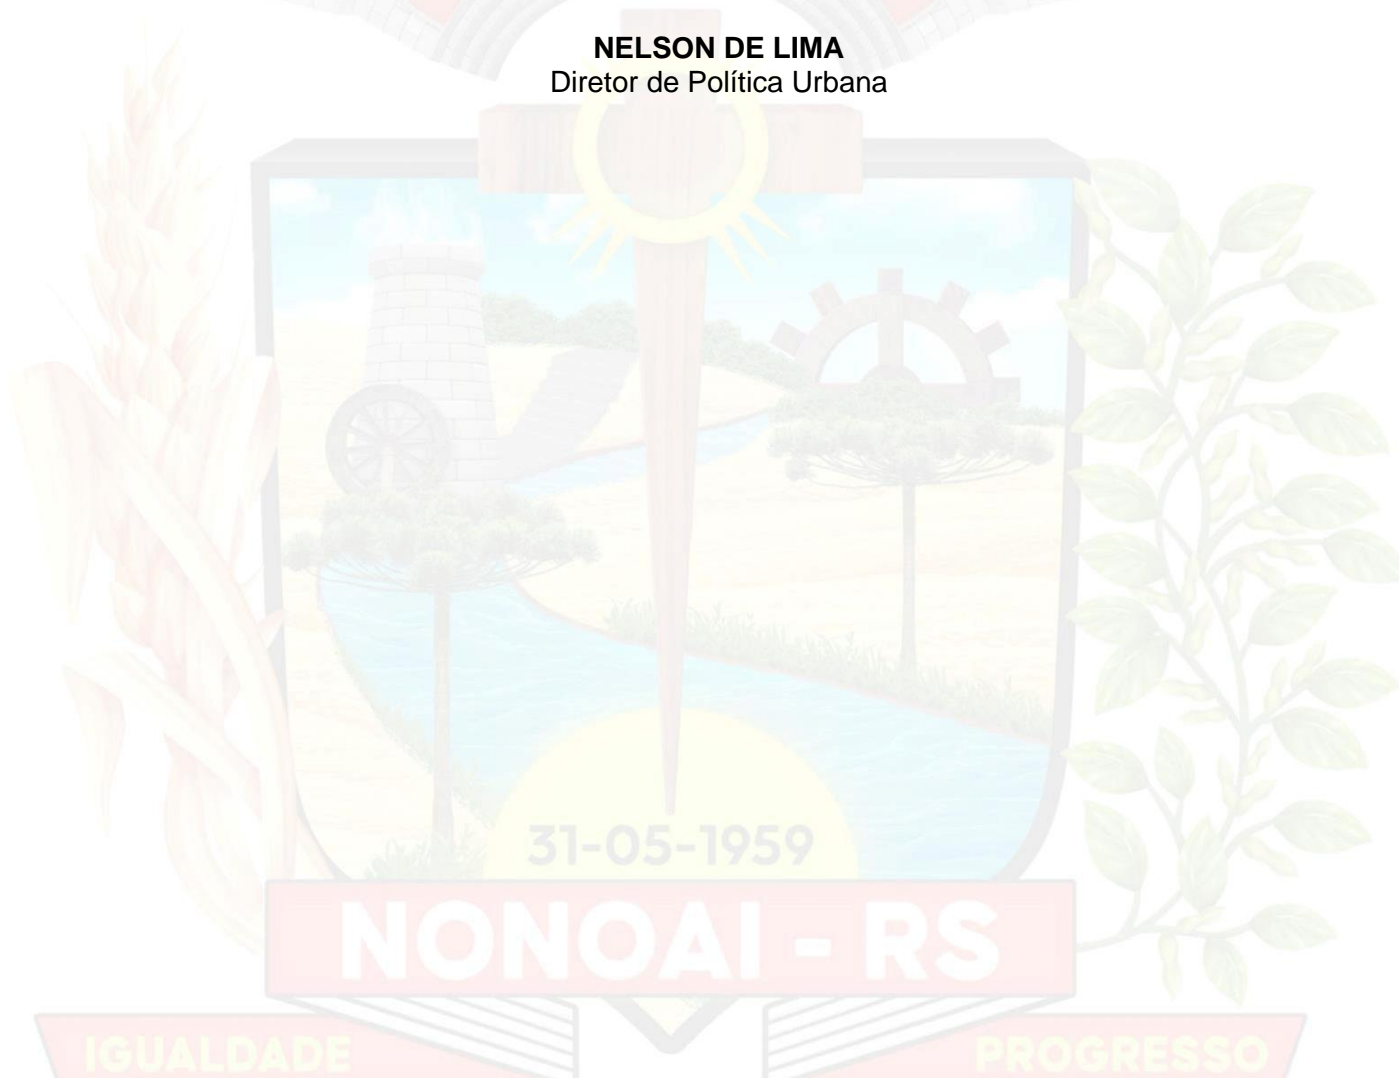 NELSON DE LIMA
Diretor de Política Urbana
31-05-1959
NONOAI - RS
IGUALDADE
PROGRESSO